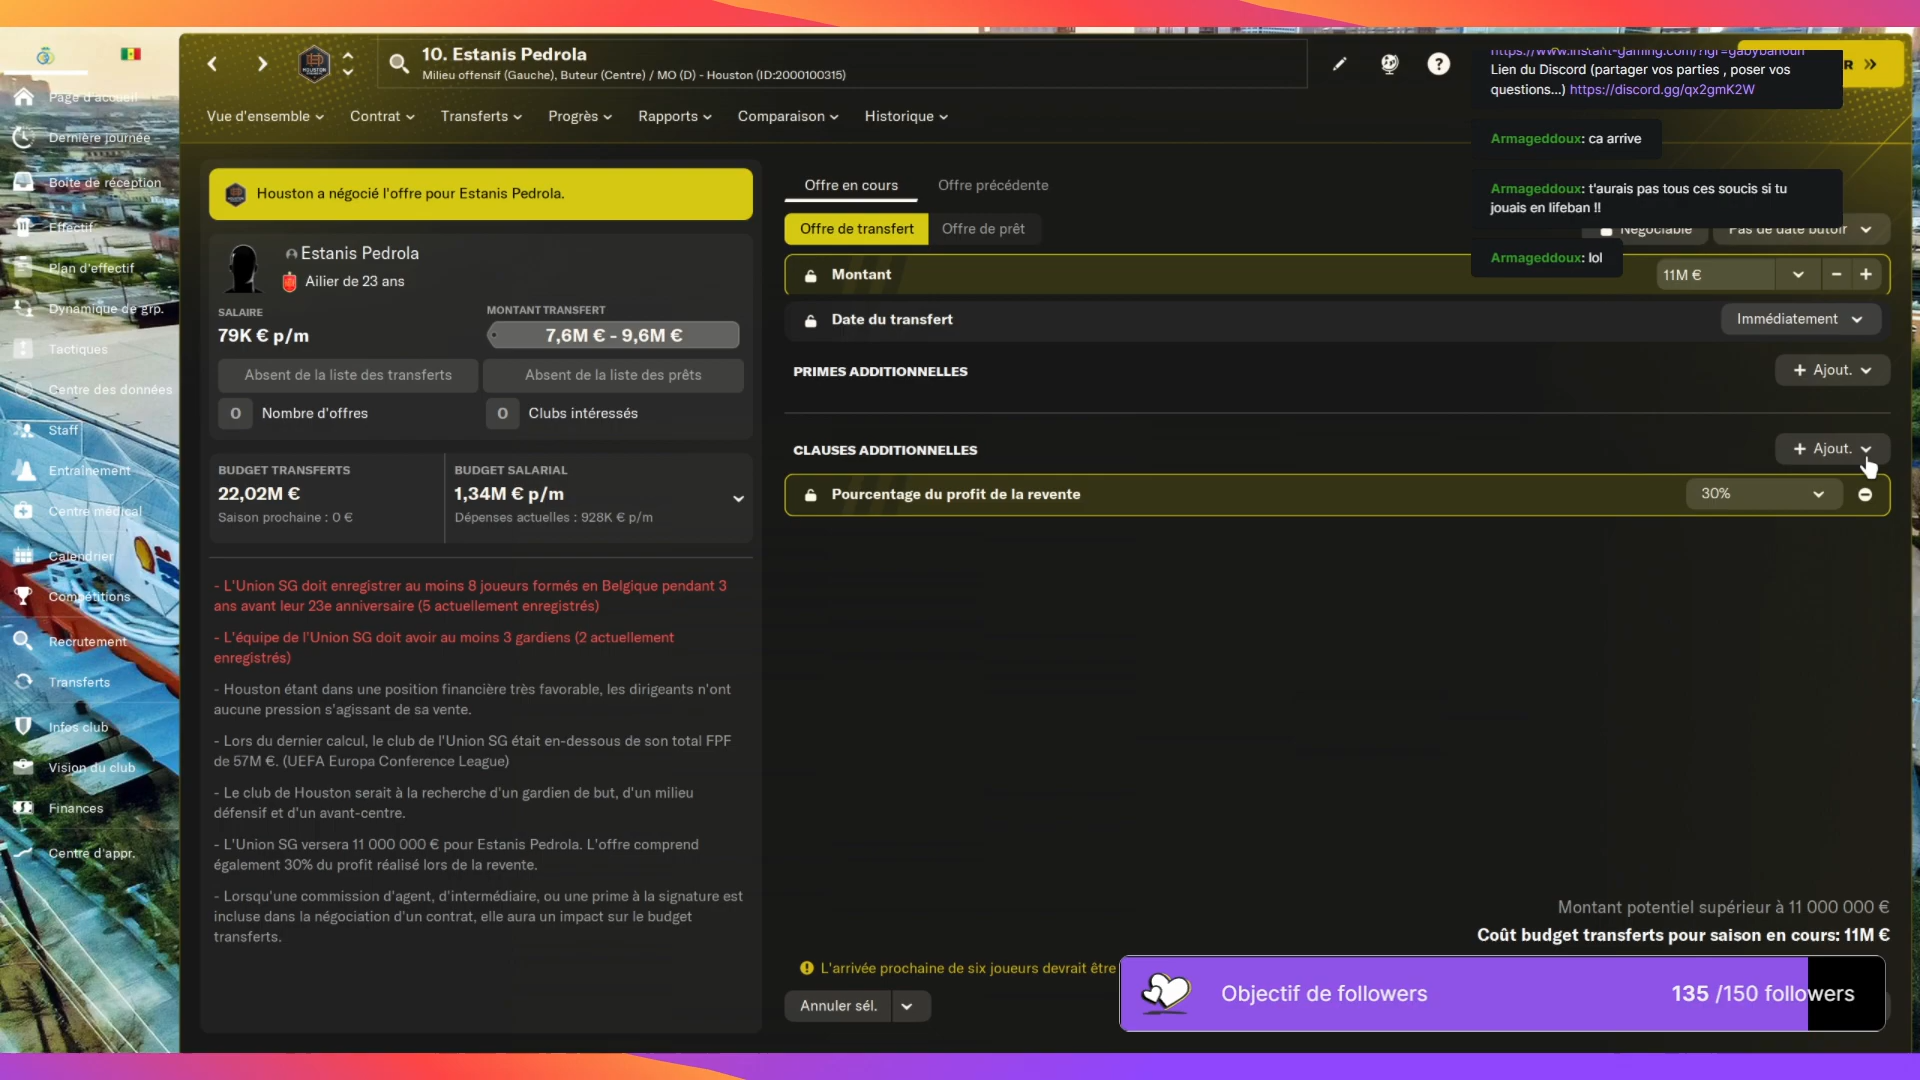 10. Estanis Pedrola
Milieu offensif (Gauche), Buteur (Centre) / MO (D) - Houston (ID:2000100315)
Vue d'ensemble
Contrat
Transferts
Progrès
Rapports
Comparaison
Historique
Page d'accueil
Dernière journée
Boîte de réception
Effectif
Plan d'effectif
Dynamique de grp.
Tactiques
Centre des données
Staff
Entraînement
Centre médical
Calendrier
Compétitions
Recrutement
Transferts
Infos club
Vision du club
Finances
Centre d'appr.
Houston a négocié l'offre pour Estanis Pedrola.
Estanis Pedrola
Ailier de 23 ans
SALAIRE
79K € p/m
MONTANT TRANSFERT
7,6M € - 9,6M €
Absent de la liste des transferts
Absent de la liste des prêts
0 Nombre d'offres
0 Clubs intéressés
BUDGET TRANSFERTS
22,02M €
Saison prochaine : 0 €
BUDGET SALARIAL
1,34M € p/m
Dépenses actuelles : 928K € p/m
- L'Union SG doit enregistrer au moins 8 joueurs formés en Belgique pendant 3
ans avant leur 23e anniversaire (5 actuellement enregistrés)
- L'équipe de l'Union SG doit avoir au moins 3 gardiens (2 actuellement
enregistrés)
- Houston étant dans une position financière très favorable, les dirigeants n'ont
aucune pression s'agissant de sa vente.
- Lors du dernier calcul, le club de l'Union SG était en-dessous de son total FPF
de 57M €. (UEFA Europa Conference League)
- Le club de Houston serait à la recherche d'un gardien de but, d'un milieu
défensif et d'un avant-centre.
- L'Union SG versera 11 000 000 € pour Estanis Pedrola. L'offre comprend
également 30% du profit réalisé lors de la revente.
- Lorsqu'une commission d'agent, d'intermédiaire, ou une prime à la signature est
incluse dans la négociation d'un contrat, elle aura un impact sur le budget
transferts.
Offre en cours
Offre précédente
Offre de transfert
Offre de prêt
Négociable
Pas de date butoir
Montant
11M €
Date du transfert
Immédiatement
PRIMES ADDITIONNELLES
+ Ajout.
CLAUSES ADDITIONNELLES
+ Ajout.
Pourcentage du profit de la revente
30%
https://www.instant-gaming.com/?igr=gabybanoun
Lien du Discord (partager vos parties , poser vos
questions...) https://discord.gg/qx2gmK2W
Armageddoux: ca arrive
Armageddoux: t'aurais pas tous ces soucis si tu
jouais en lifeban !!
Armageddoux: lol
Montant potentiel supérieur à 11 000 000 €
Coût budget transferts pour saison en cours: 11M €
L'arrivée prochaine de six joueurs devrait être
Annuler sél.
Objectif de followers
135 /150 followers